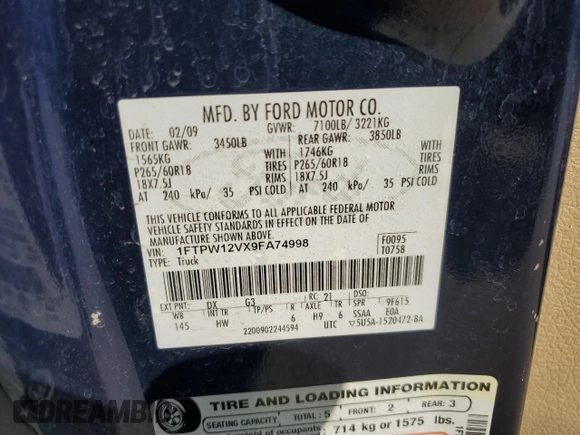 MFD. BY FORD MOTOR CO.
DATE: 02/09 GVWR: 7100LB/ 3221KG
FRONT GAWR: 3450LB REAR GAWR: 3850LB
1565KG WITH 1746KG WITH
P265/60R18 TIRES P265/60R18 TIRES
18X7.5J RIMS 18X7.5J RIMS
AT 240 kPa/ 35 PSI COLD AT 240 kPa/ 35 PSI COLD
THIS VEHICLE CONFORMS TO ALL APPLICABLE FEDERAL MOTOR
VEHICLE SAFETY STANDARDS IN EFFECT ON THE DATE OF
MANUFACTURE SHOWN ABOVE.
VIN: 1FTPW12VX9FA74998 F0095
TYPE: Truck T0758
EXT PNT: DX G3 RC: 21 DSO:
WB INT TR TP/PS R AXLE TR SPR 9F615
145 HW - 6 H9 6 SSAA E0A
2200902244594 UTC ▽5U5A-1520472-BA
TIRE AND LOADING INFORMATION
SEATING CAPACITY TOTAL: 5 FRONT: 2 REAR: 3
of occupants 714 kg or 1575 lbs.
DREAMBID